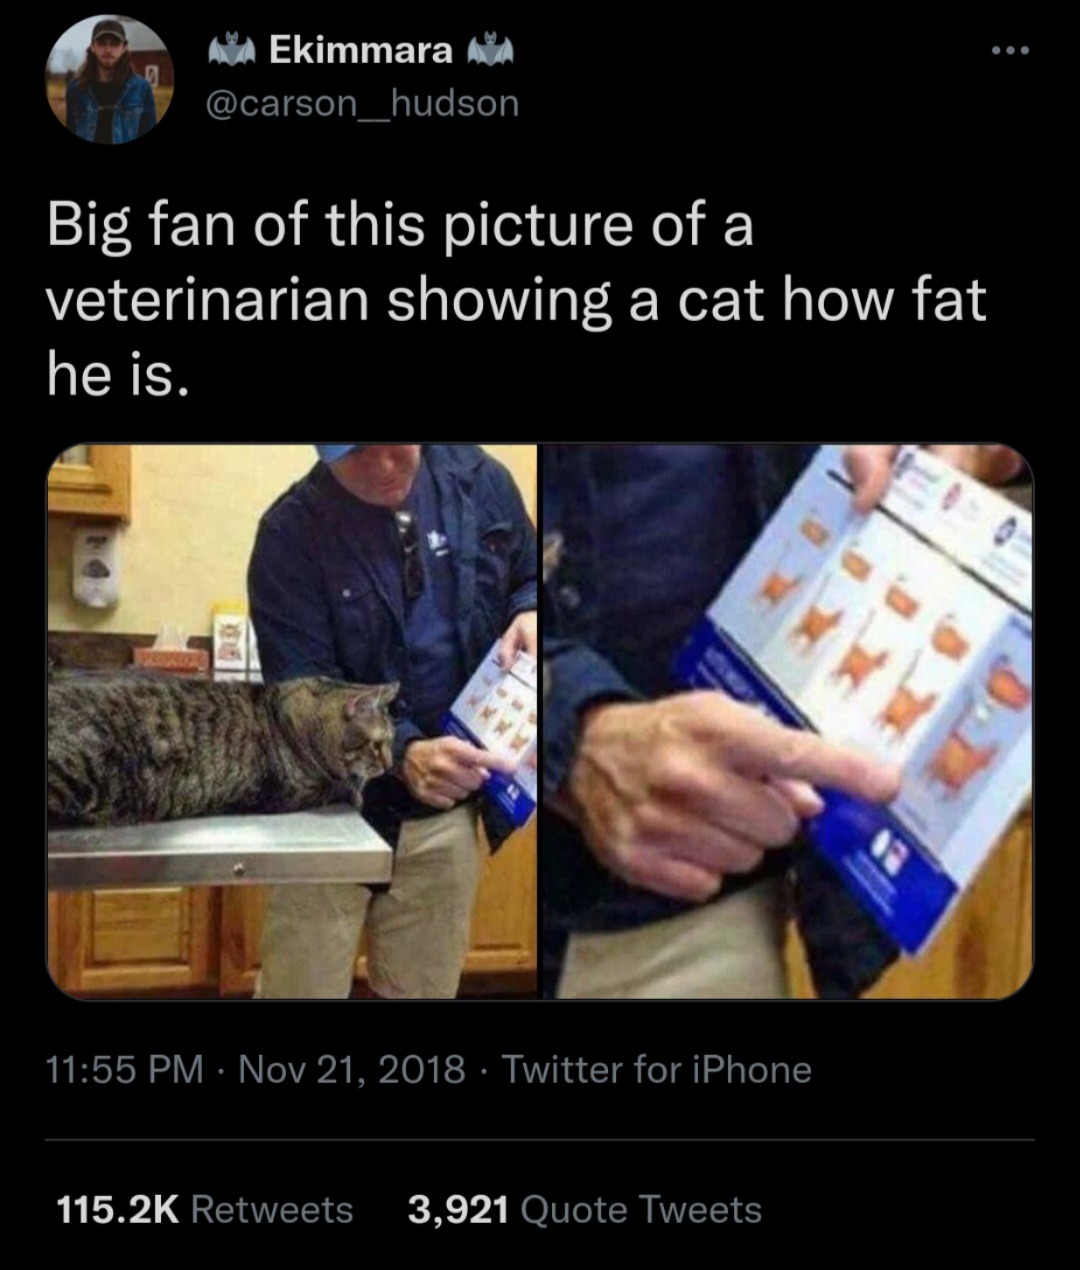 🦇 Ekimmara 🦇
@carson__hudson
Big fan of this picture of a
veterinarian showing a cat how fat
he is.
11:55 PM · Nov 21, 2018 · Twitter for iPhone
115.2K Retweets 3,921 Quote Tweets